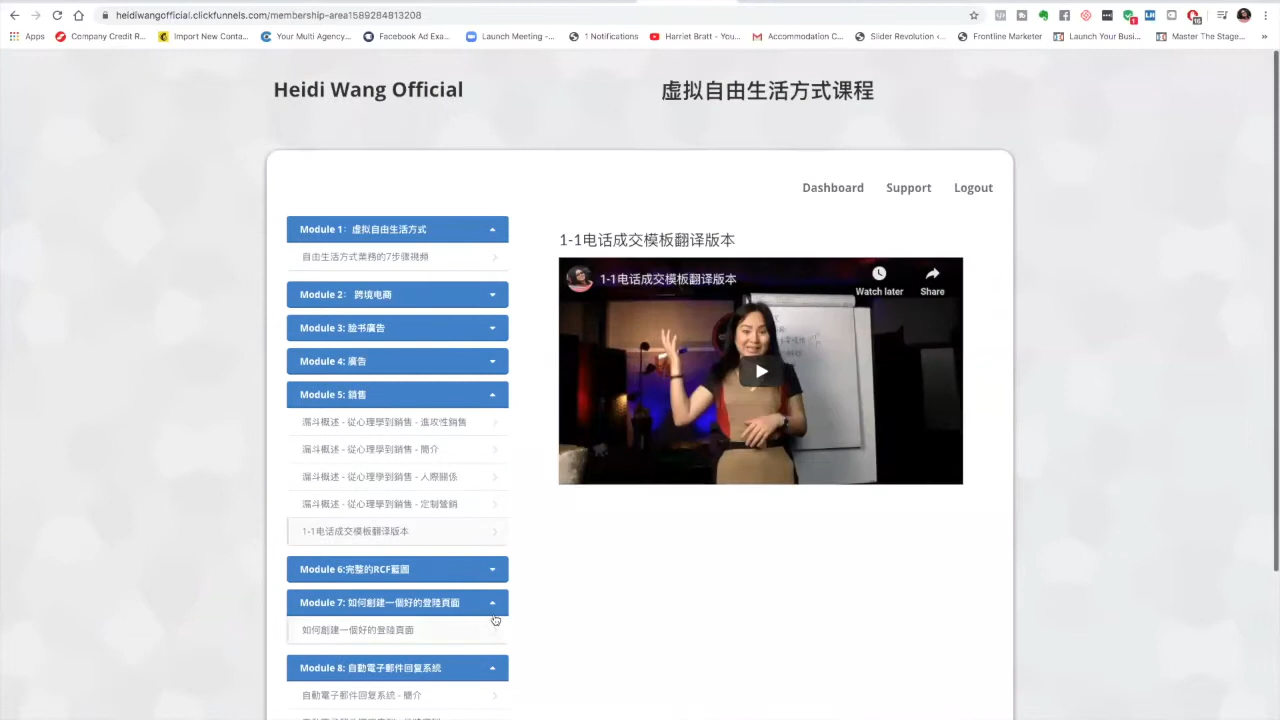 heidiwangofficial.clickfunnels.com/membership-area1589284813208
Apps
Company Credit R...
Import New Conta...
Your Multi Agency...
Facebook Ad Exa...
Launch Meeting -...
1 Notifications
Harriet Bratt - You...
Accommodation C...
Slider Revolution ‹...
Frontline Marketer
Launch Your Busi...
Master The Stage...
»
Heidi Wang Official
虚拟自由生活方式课程
Dashboard
Support
Logout
Module 1：虛拟自由生活方式
自由生活方式業務的7步骤視頻
Module 2： 跨境电商
Module 3: 臉书廣告
Module 4: 廣告
Module 5: 銷售
漏斗概述 - 從心理學到銷售 - 進攻性銷售
漏斗概述 - 從心理學到銷售 - 簡介
漏斗概述 - 從心理學到銷售 - 人際關係
漏斗概述 - 從心理學到銷售 - 定制營銷
1-1电话成交模板翻译版本
Module 6:完整的RCF藍圖
Module 7: 如何創建一個好的登陸頁面
如何創建一個好的登陸頁面
Module 8: 自動電子郵件回复系統
自動電子郵件回复系統 - 簡介
1-1电话成交模板翻译版本
1-1电话成交模板翻译版本
Watch later
Share